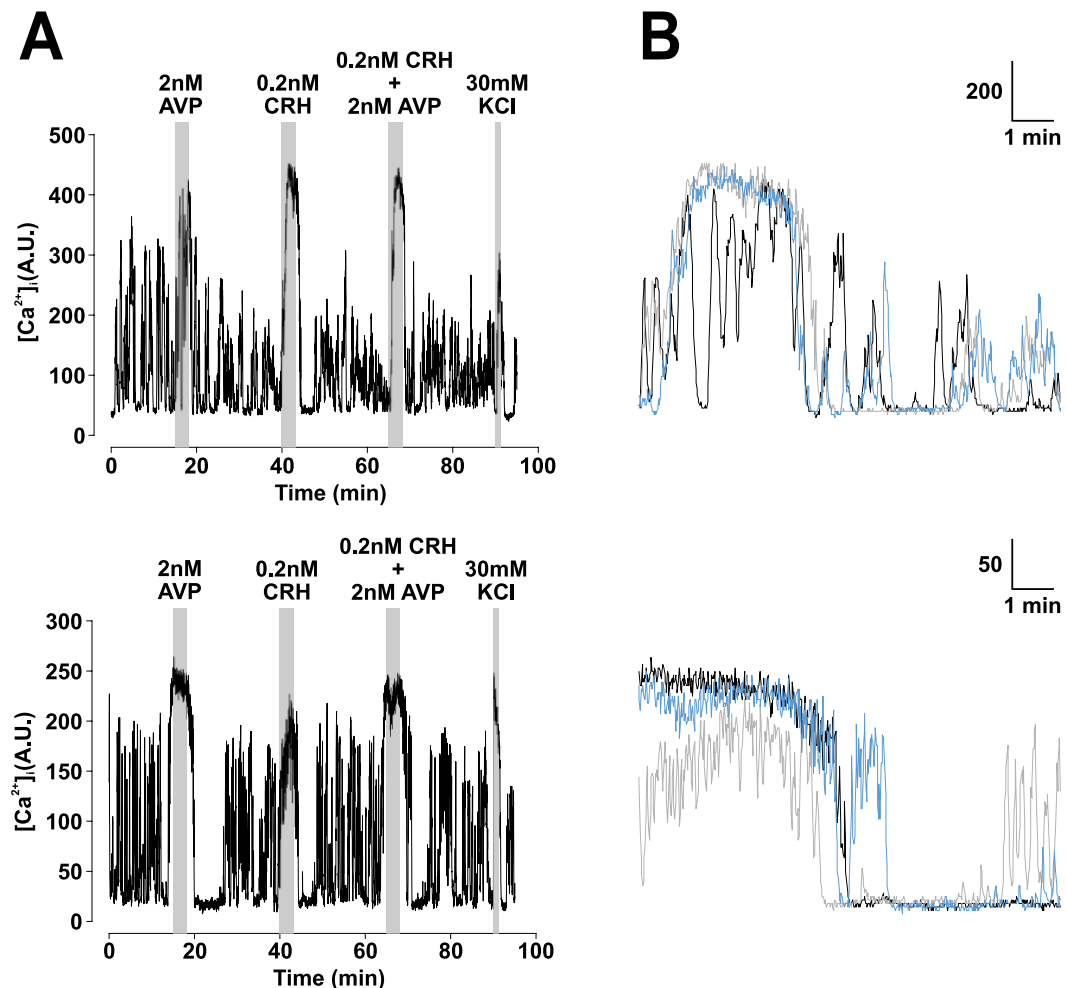 A
B
2nM
AVP
0.2nM
CRH
0.2nM CRH
+
2nM AVP
30mM
KCl
200
1 min
[Ca²⁺]ᵢ(A.U.)
500
400
300
200
100
0
0 20 40 60 80 100
Time (min)
2nM
AVP
0.2nM
CRH
0.2nM CRH
+
2nM AVP
30mM
KCl
50
1 min
[Ca²⁺]ᵢ(A.U.)
300
250
200
150
100
50
0
0 20 40 60 80 100
Time (min)